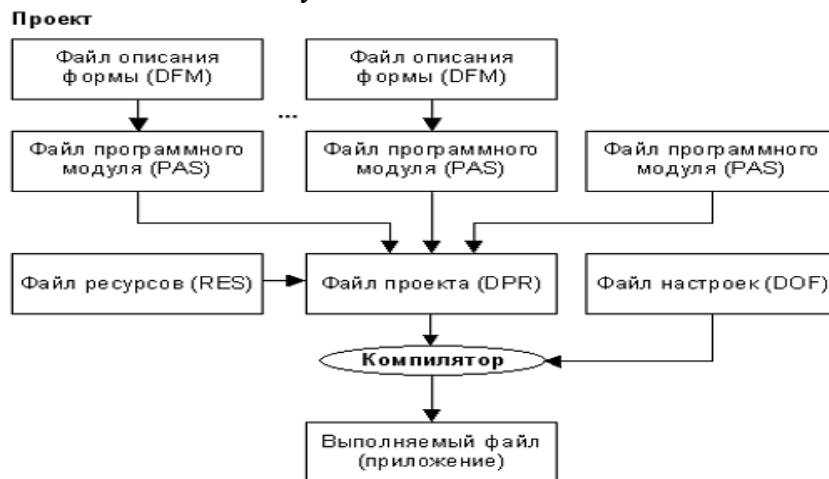 Проект
Файл описания
формы (DFM)
Файл описания
формы (DFM)
...
Файл программного
модуля (PAS)
Файл программного
модуля (PAS)
Файл программного
модуля (PAS)
Файл ресурсов (RES)
Файл проекта (DPR)
Файл настроек (DOF)
Компилятор
Выполняемый файл
(приложение)